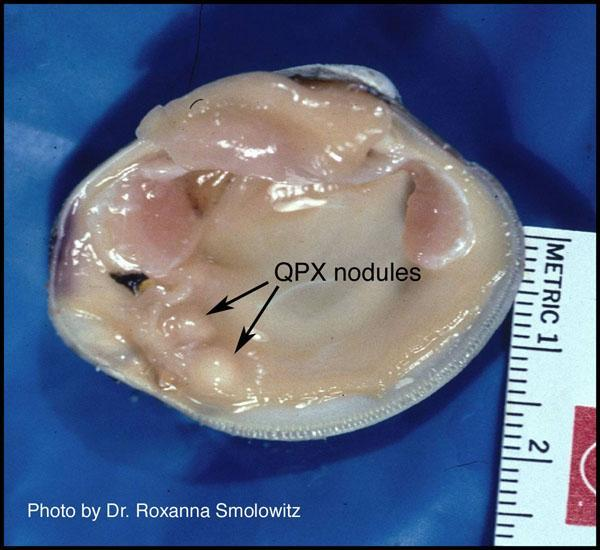 QPX nodules
METRIC 1
2
Photo by Dr. Roxanna Smolowitz